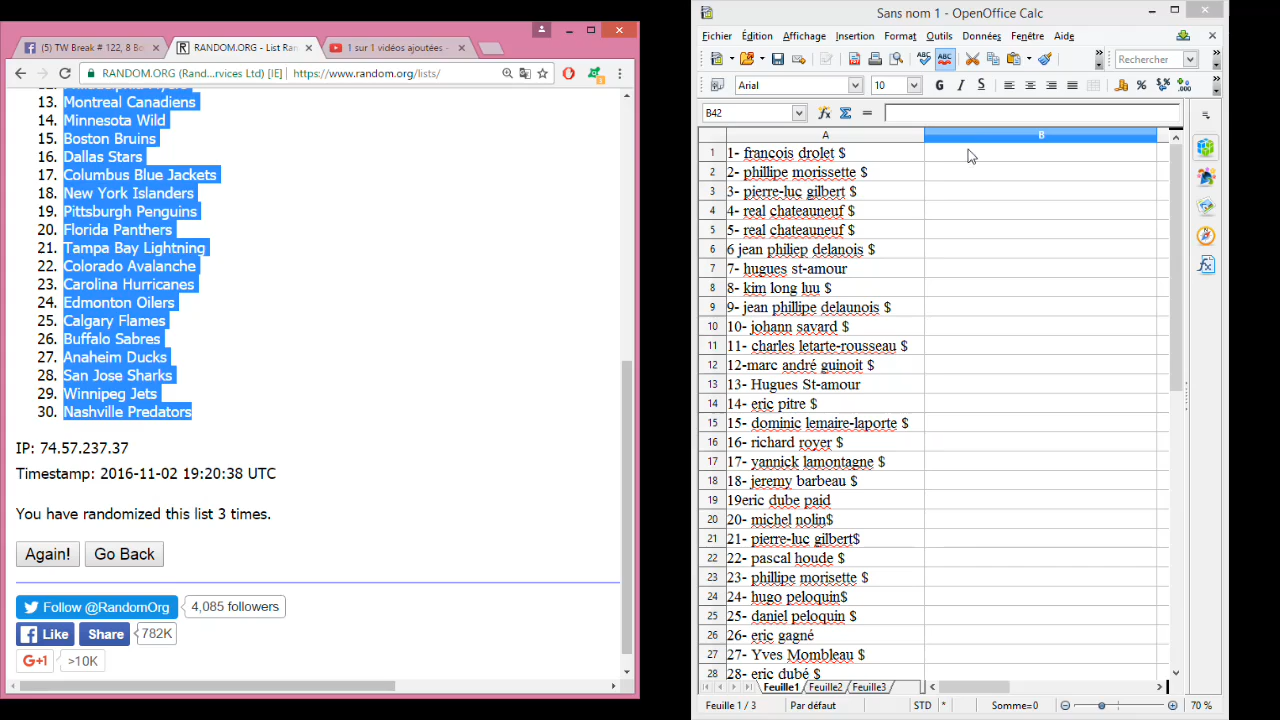 (5) TW Break # 122, 8 Bo
RANDOM.ORG - List Ran
1 sur 1 vidéos ajoutées -
RANDOM.ORG (Rand...rvices Ltd) [IE] https://www.random.org/lists/
13. Montreal Canadiens
14. Minnesota Wild
15. Boston Bruins
16. Dallas Stars
17. Columbus Blue Jackets
18. New York Islanders
19. Pittsburgh Penguins
20. Florida Panthers
21. Tampa Bay Lightning
22. Colorado Avalanche
23. Carolina Hurricanes
24. Edmonton Oilers
25. Calgary Flames
26. Buffalo Sabres
27. Anaheim Ducks
28. San Jose Sharks
29. Winnipeg Jets
30. Nashville Predators
IP: 74.57.237.37
Timestamp: 2016-11-02 19:20:38 UTC
You have randomized this list 3 times.
Again! Go Back
Follow @RandomOrg 4,085 followers
Like Share 782K
G+1 >10K
Sans nom 1 - OpenOffice Calc
Fichier Édition Affichage Insertion Format Outils Données Fenêtre Aide
Rechercher
Arial 10
B42
A B
1 1- francois drolet $
2 2- phillipe morissette $
3 3- pierre-luc gilbert $
4 4- real chateauneuf $
5 5- real chateauneuf $
6 6 jean philiep delanois $
7 7- hugues st-amour
8 8- kim long luu $
9 9- jean phillipe delaunois $
10 10- johann savard $
11 11- charles letarte-rousseau $
12 12-marc andré guinoit $
13 13- Hugues St-amour
14 14- eric pitre $
15 15- dominic lemaire-laporte $
16 16- richard royer $
17 17- yannick lamontagne $
18 18- jeremy barbeau $
19 19eric dube paid
20 20- michel nolin$
21 21- pierre-luc gilbert$
22 22- pascal houde $
23 23- phillipe morisette $
24 24- hugo peloquin$
25 25- daniel peloquin $
26 26- eric gagné
27 27- Yves Mombleau $
28 28- eric dubé $
Feuille1 Feuille2 Feuille3
Feuille 1 / 3 Par défaut STD * Somme=0 70 %